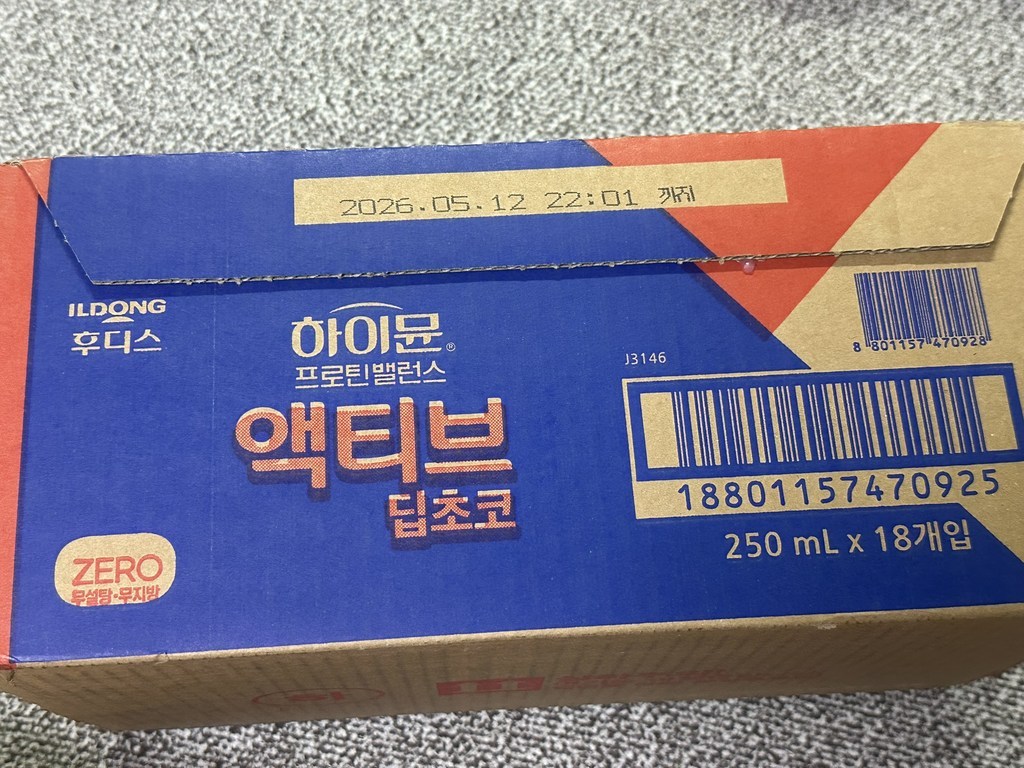 2026.05.12 22:01 까지
ILDONG
후디스
하이뮨®
프로틴밸런스
액티브
딥초코
ZERO
무설탕·무지방
8 801157 470928
J3146
18801157470925
250 mL x 18개입